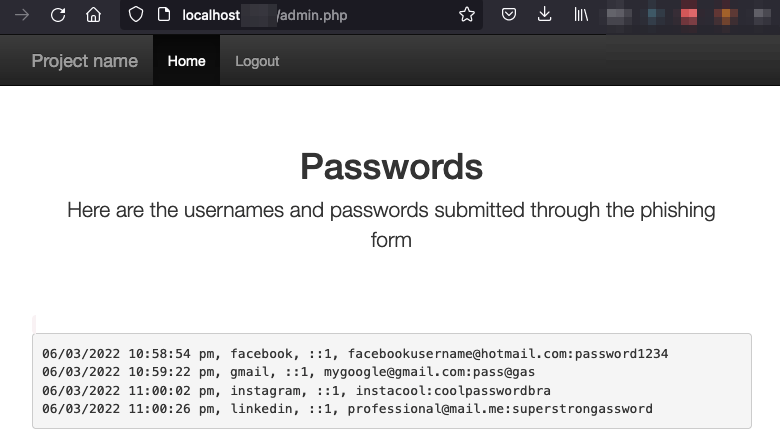 localhost /admin.php
Project name Home Logout
Passwords
Here are the usernames and passwords submitted through the phishing
form
06/03/2022 10:58:54 pm, facebook, ::1, facebookusername@hotmail.com:password1234
06/03/2022 10:59:22 pm, gmail, ::1, mygoogle@gmail.com:pass@gas
06/03/2022 11:00:02 pm, instagram, ::1, instacool:coolpasswordbra
06/03/2022 11:00:26 pm, linkedin, ::1, professional@mail.me:superstrongassword